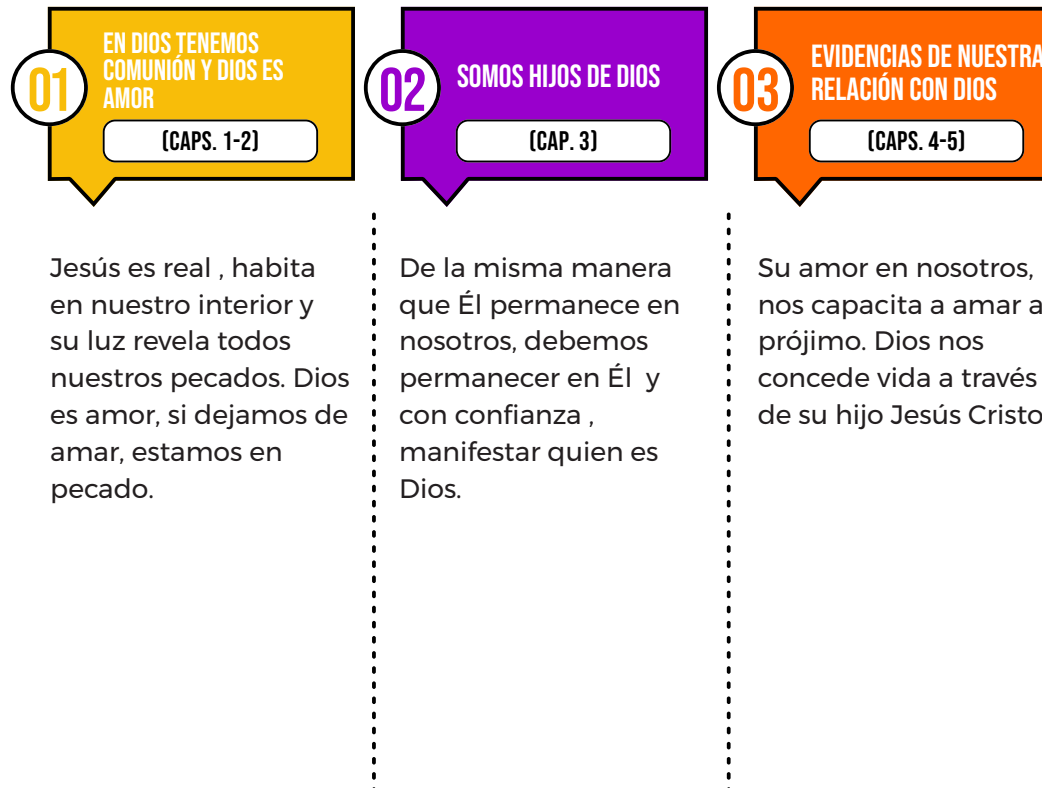 01
EN DIOS TENEMOS
COMUNIÓN Y DIOS ES
AMOR
(CAPS. 1-2)
Jesús es real , habita
en nuestro interior y
su luz revela todos
nuestros pecados. Dios
es amor, si dejamos de
amar, estamos en
pecado.
02
SOMOS HIJOS DE DIOS
(CAP. 3)
De la misma manera
que Él permanece en
nosotros, debemos
permanecer en Él y
con confianza ,
manifestar quien es
Dios.
03
EVIDENCIAS DE NUESTRA
RELACIÓN CON DIOS
(CAPS. 4-5)
Su amor en nosotros,
nos capacita a amar a
prójimo. Dios nos
concede vida a través
de su hijo Jesús Cristo